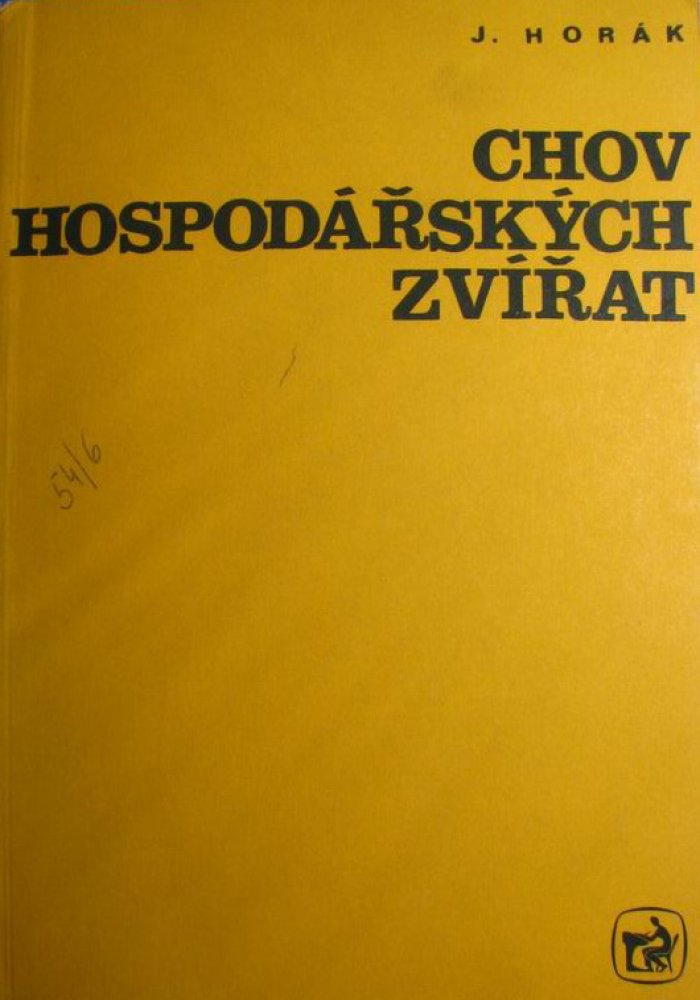 J. HORÁK
CHOV
HOSPODÁŘSKÝCH
ZVÍŘAT
54/6